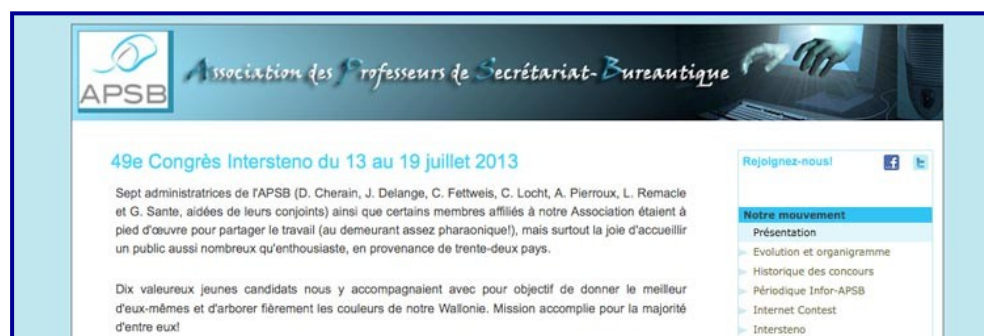 APSB
Association des Professeurs de Secrétariat-Bureautique
49e Congrès Intersteno du 13 au 19 juillet 2013
Sept administratrices de l'APSB (D. Cherain, J. Delange, C. Fettweis, C. Locht, A. Pierroux, L. Remacle
et G. Sante, aidées de leurs conjoints) ainsi que certains membres affiliés à notre Association étaient à
pied d'œuvre pour partager le travail (au demeurant assez pharaonique!), mais surtout la joie d'accueillir
un public aussi nombreux qu'enthousiaste, en provenance de trente-deux pays.
Dix valeureux jeunes candidats nous y accompagnaient avec pour objectif de donner le meilleur
d'eux-mêmes et d'arborer fièrement les couleurs de notre Wallonie. Mission accomplie pour la majorité
d'entre eux!
Rejoignez-nous!
Notre mouvement
Présentation
Evolution et organigramme
Historique des concours
Périodique Infor-APSB
Internet Contest
Intersteno